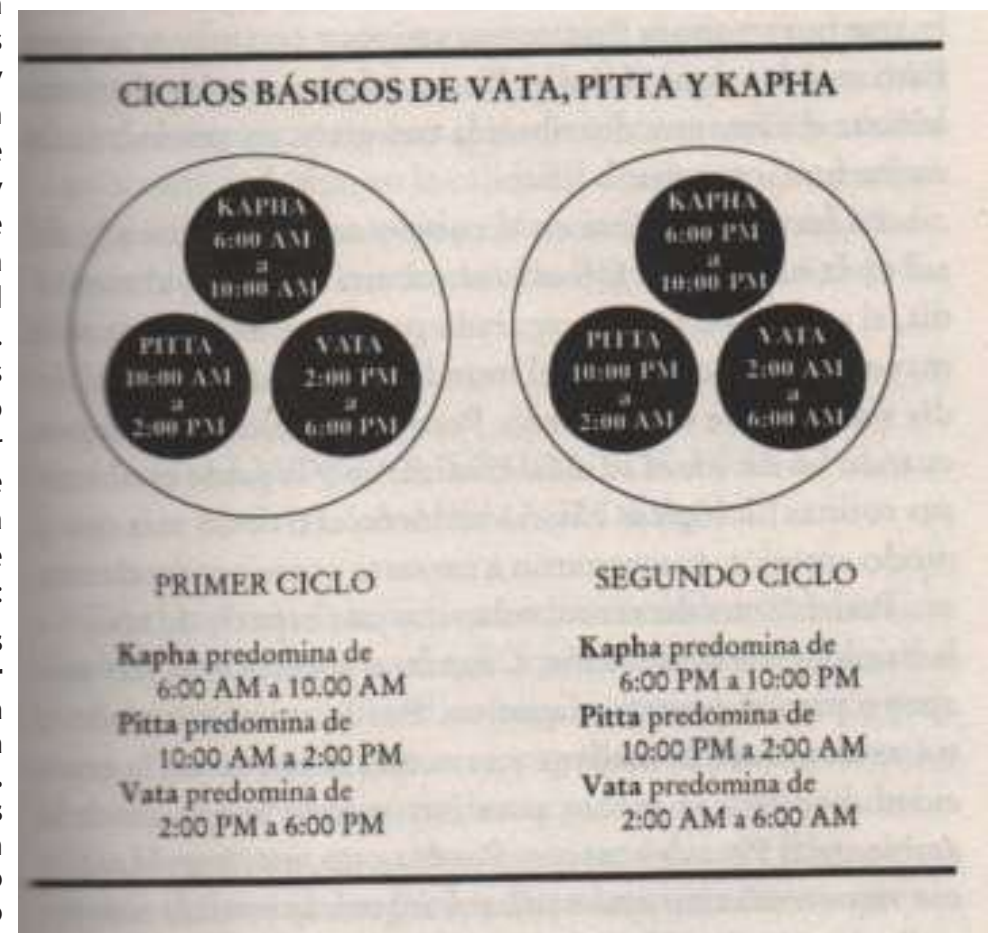 CICLOS BÁSICOS DE VATA, PITTA Y KAPHA
KAPHA
6:00 AM
a
10:00 AM
PITTA
10:00 AM
a
2:00 PM
VATA
2:00 PM
a
6:00 PM
KAPHA
6:00 PM
a
10:00 PM
PITTA
10:00 PM
a
2:00 AM
VATA
2:00 AM
a
6:00 AM
PRIMER CICLO
Kapha predomina de
6:00 AM a 10.00 AM
Pitta predomina de
10:00 AM a 2:00 PM
Vata predomina de
2:00 PM a 6:00 PM
SEGUNDO CICLO
Kapha predomina de
6:00 PM a 10:00 PM
Pitta predomina de
10:00 PM a 2:00 AM
Vata predomina de
2:00 AM a 6:00 AM